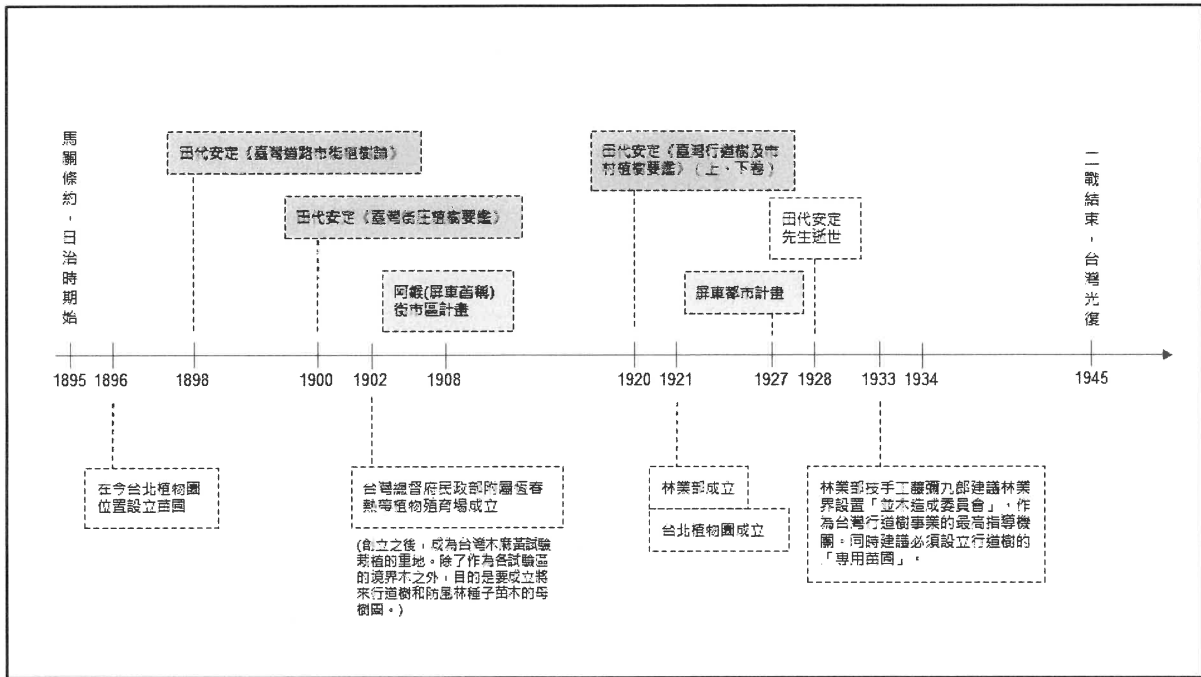 馬關條約，日治時期始
田代安定《臺灣道路市街植樹論》
田代安定《臺灣街庄植樹要鑑》
阿緱(屏東舊稱)
街市區計畫
田代安定《臺灣行道樹及市
村植樹要鑑》（上、下卷）
田代安定
先生逝世
屏東都市計畫
二戰結束，台灣光復
1895
1896
1898
1900
1902
1908
1920
1921
1927
1928
1933
1934
1945
在今台北植物園
位置設立苗圃
台灣總督府民政部附屬恆春
熱帶植物殖育場成立
(創立之後，成為台灣木麻黃試驗
栽植的重地。除了作為各試驗區
的境界木之外，目的是要成立將
來行道樹和防風林種子苗木的母
樹園。)
林業部成立
台北植物園成立
林業部技手工藤彌九郎建議林業
界設置「並木造成委員會」，作
為台灣行道樹事業的最高指導機
關。同時建議必須設立行道樹的
「專用苗圃」。